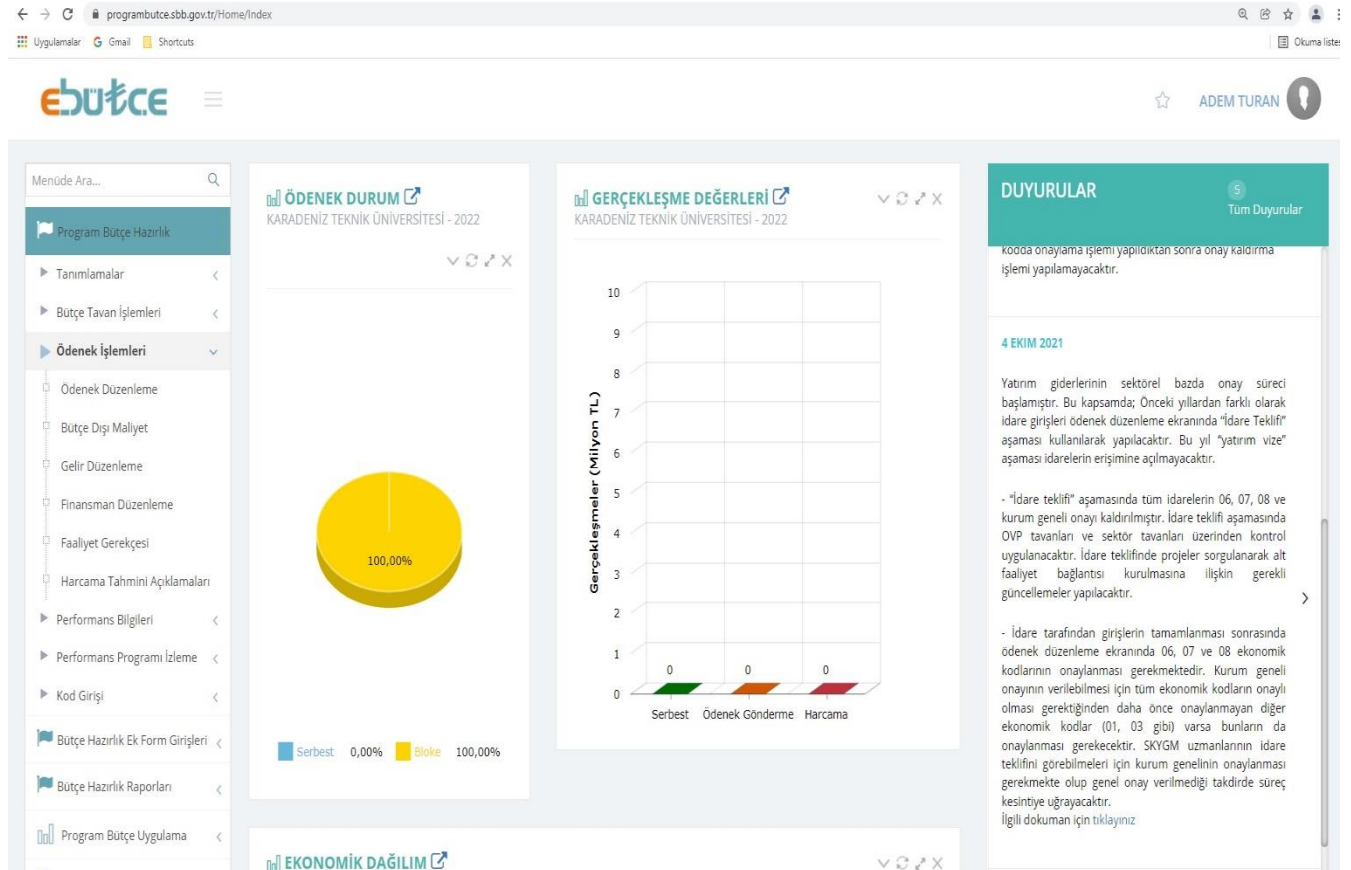 programbutce.sbb.gov.tr/Home/Index
Uygulamalar
Gmail
Shortcuts
Okuma listes
ebütçe
ADEM TURAN
Menüde Ara...
Program Bütçe Hazırlık
Tanımlamalar
Bütçe Tavan İşlemleri
Ödenek İşlemleri
Ödenek Düzenleme
Bütçe Dışı Maliyet
Gelir Düzenleme
Finansman Düzenleme
Faaliyet Gerekçesi
Harcama Tahmini Açıklamaları
Performans Bilgileri
Performans Programı İzleme
Kod Girişi
Bütçe Hazırlık Ek Form Girişleri
Bütçe Hazırlık Raporları
Program Bütçe Uygulama
ÖDENEK DURUM
KARADENİZ TEKNİK ÜNİVERSİTESİ - 2022
100,00%
Serbest 0,00% Bloke 100,00%
GERÇEKLEŞME DEĞERLERİ
KARADENİZ TEKNİK ÜNİVERSİTESİ - 2022
Gerçekleşmeler (Milyon TL)
10
9
8
7
6
5
4
3
2
1
0
0 0 0
Serbest Ödenek Gönderme Harcama
EKONOMİK DAĞILIM
DUYURULAR
5
Tüm Duyurular
kodda onaylama işlemi yapıldıktan sonra onay kaldırma
işlemi yapılamayacaktır.
4 EKIM 2021
Yatırım giderlerinin sektörel bazda onay süreci
başlamıştır. Bu kapsamda; Önceki yıllardan farklı olarak
idare girişleri ödenek düzenleme ekranında "İdare Teklifi"
aşaması kullanılarak yapılacaktır. Bu yıl "yatırım vize"
aşaması idarelerin erişimine açılmayacaktır.
- "İdare teklifi" aşamasında tüm idarelerin 06, 07, 08 ve
kurum geneli onayı kaldırılmıştır. İdare teklifi aşamasında
OVP tavanları ve sektör tavanları üzerinden kontrol
uygulanacaktır. İdare teklifinde projeler sorgulanarak alt
faaliyet bağlantısı kurulmasına ilişkin gerekli
güncellemeler yapılacaktır.
- İdare tarafından girişlerin tamamlanması sonrasında
ödenek düzenleme ekranında 06, 07 ve 08 ekonomik
kodlarının onaylanması gerekmektedir. Kurum geneli
onayının verilebilmesi için tüm ekonomik kodların onaylı
olması gerektiğinden daha önce onaylanmayan diğer
ekonomik kodlar (01, 03 gibi) varsa bunların da
onaylanması gerekecektir. SKYGM uzmanlarının idare
teklifini görebilmeleri için kurum genelinin onaylanması
gerekmekte olup genel onay verilmediği takdirde süreç
kesintiye uğrayacaktır.
İlgili dokuman için tıklayınız